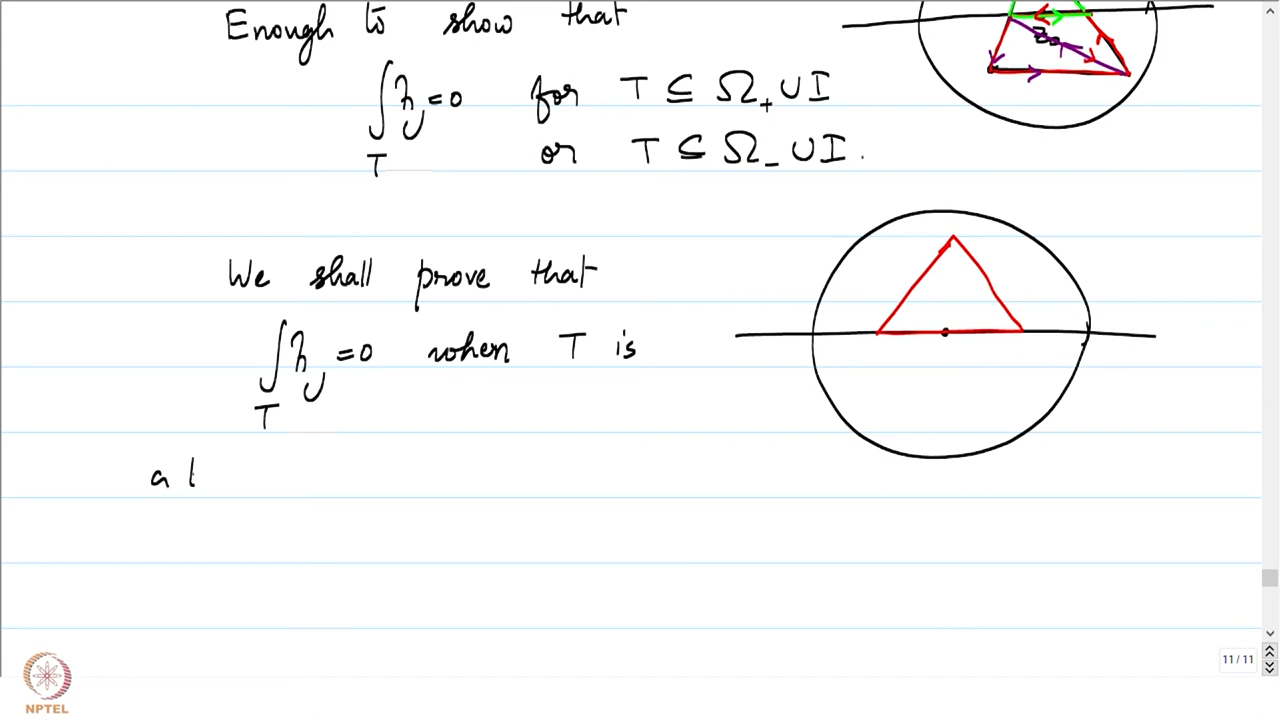 Enough to show that
z₀
∫_T h = 0 for T ⊆ Ω₊ ∪ I
or T ⊆ Ω₋ ∪ I.
We shall prove that
∫_T h = 0 when T is
a
11 / 11
NPTEL